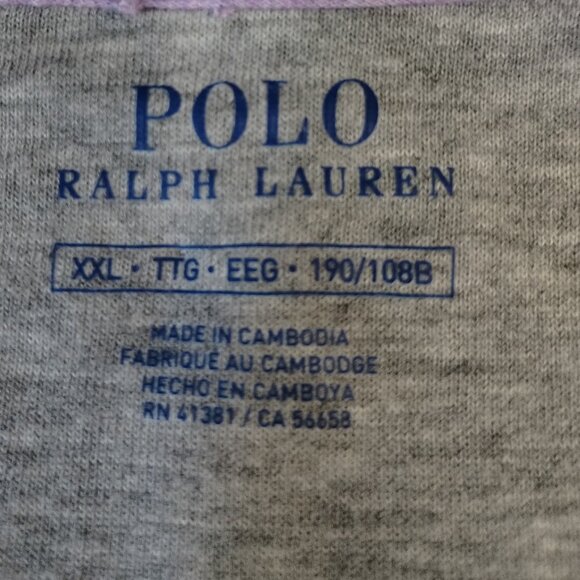 POLO
RALPH LAUREN
XXL · TTG · EEG · 190/108B
MADE IN CAMBODIA
FABRIQUÉ AU CAMBODGE
HECHO EN CAMBOYA
RN 41381 / CA 56658